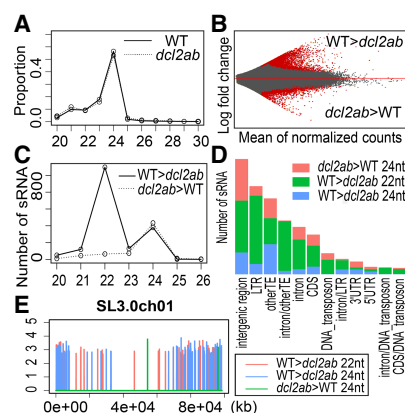 A
WT
dcl2ab
Proportion
0.0
0.4
20
22
24
26
28
30
B
WT>dcl2ab
dcl2ab>WT
Log fold change
Mean of normalized counts
C
WT>dcl2ab
dcl2ab>WT
Number of sRNA
0
800
20
21
22
23
24
25
26
D
dcl2ab>WT 24nt
WT>dcl2ab 22nt
WT>dcl2ab 24nt
Number of sRNA
intergenic region
LTR
otherTE
intron/otherTE
intron
CDS
DNA_transposon
intron/LTR
3'UTR
5'UTR
intron/DNA_transposon
CDS/DNA_transposon
E
SL3.0ch01
0
1
2
3
4
5
0e+00
4e+04
8e+04
(kb)
WT>dcl2ab 22nt
WT>dcl2ab 24nt
dcl2ab>WT 24nt